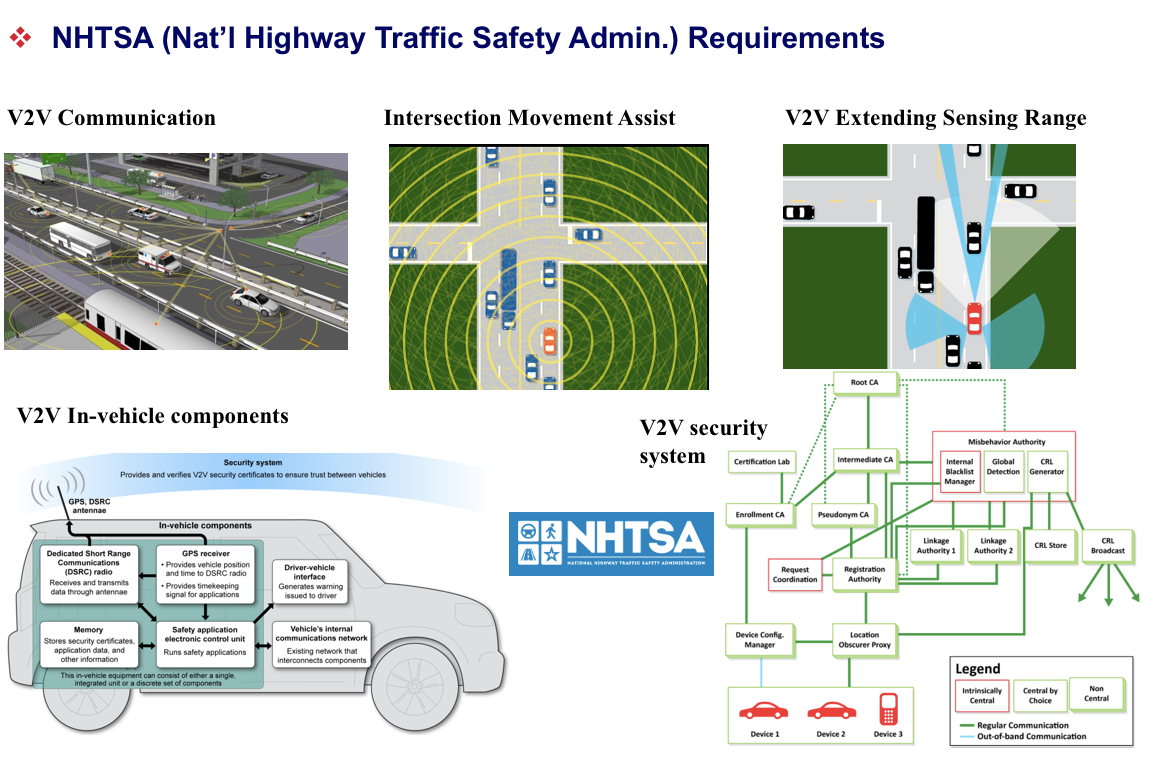 ❖ NHTSA (Nat’l Highway Traffic Safety Admin.) Requirements
V2V Communication
Intersection Movement Assist
V2V Extending Sensing Range
V2V In-vehicle components
Security system
Provides and verifies V2V security certificates to ensure trust between vehicles
GPS, DSRC
antennae
In-vehicle components
Dedicated Short Range
Communications
(DSRC) radio
Receives and transmits
data through antennae
GPS receiver
• Provides vehicle position
and time to DSRC radio
• Provides timekeeping
signal for applications
Driver-vehicle
interface
Generates warning
issued to driver
Memory
Stores security certificates,
application data, and
other information
Safety application
electronic control unit
Runs safety applications
Vehicle's internal
communications network
Existing network that
interconnects components
This in-vehicle equipment can consist of either a single,
integrated unit or a discrete set of components
NHTSA
NATIONAL HIGHWAY TRAFFIC SAFETY ADMINISTRATION
V2V security
system
Root CA
Misbehavior Authority
Certification Lab
Intermediate CA
Internal
Blacklist
Manager
Global
Detection
CRL
Generator
Enrollment CA
Pseudonym CA
Linkage
Authority 1
Linkage
Authority 2
CRL Store
CRL
Broadcast
Request
Coordination
Registration
Authority
Device Config.
Manager
Location
Obscurer Proxy
Device 1
Device 2
Device 3
Legend
Intrinsically
Central
Central by
Choice
Non
Central
Regular Communication
Out-of-band Communication